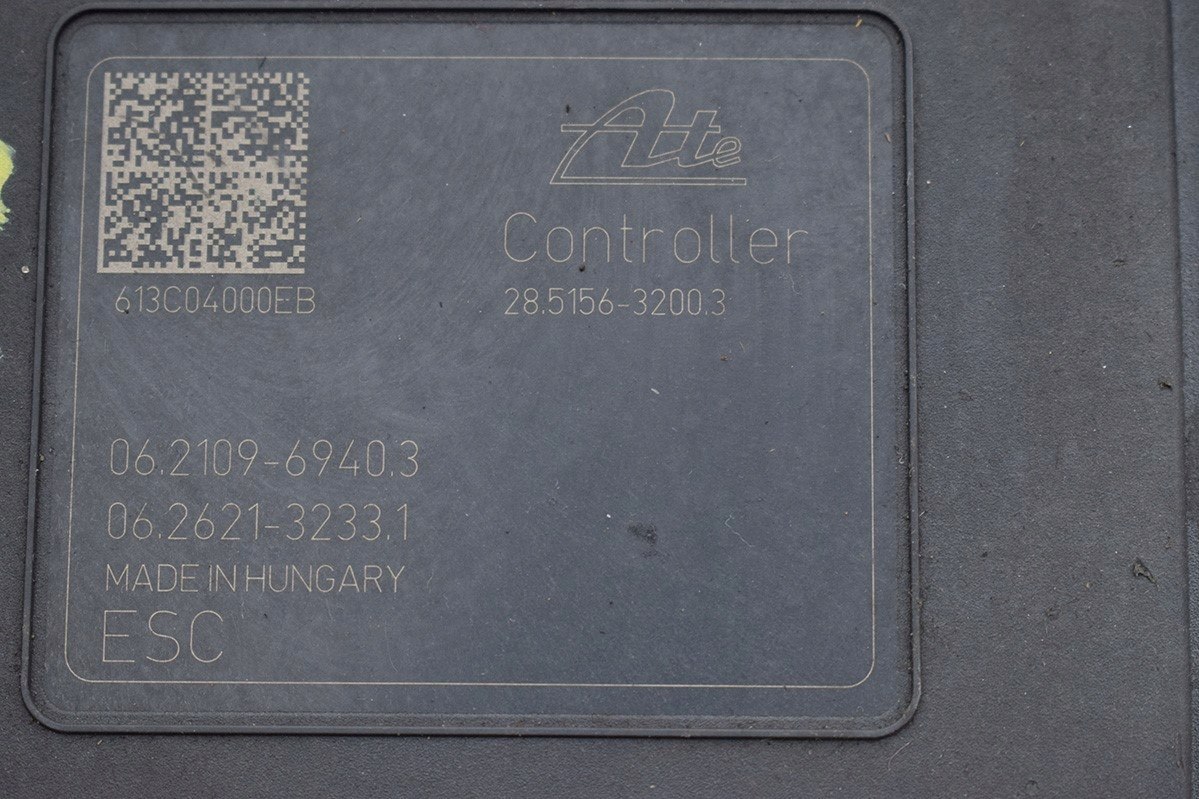 Ate
Controller
28.5156-3200.3
613C04000EB
06.2109-6940.3
06.2621-3233.1
MADE IN HUNGARY
ESC